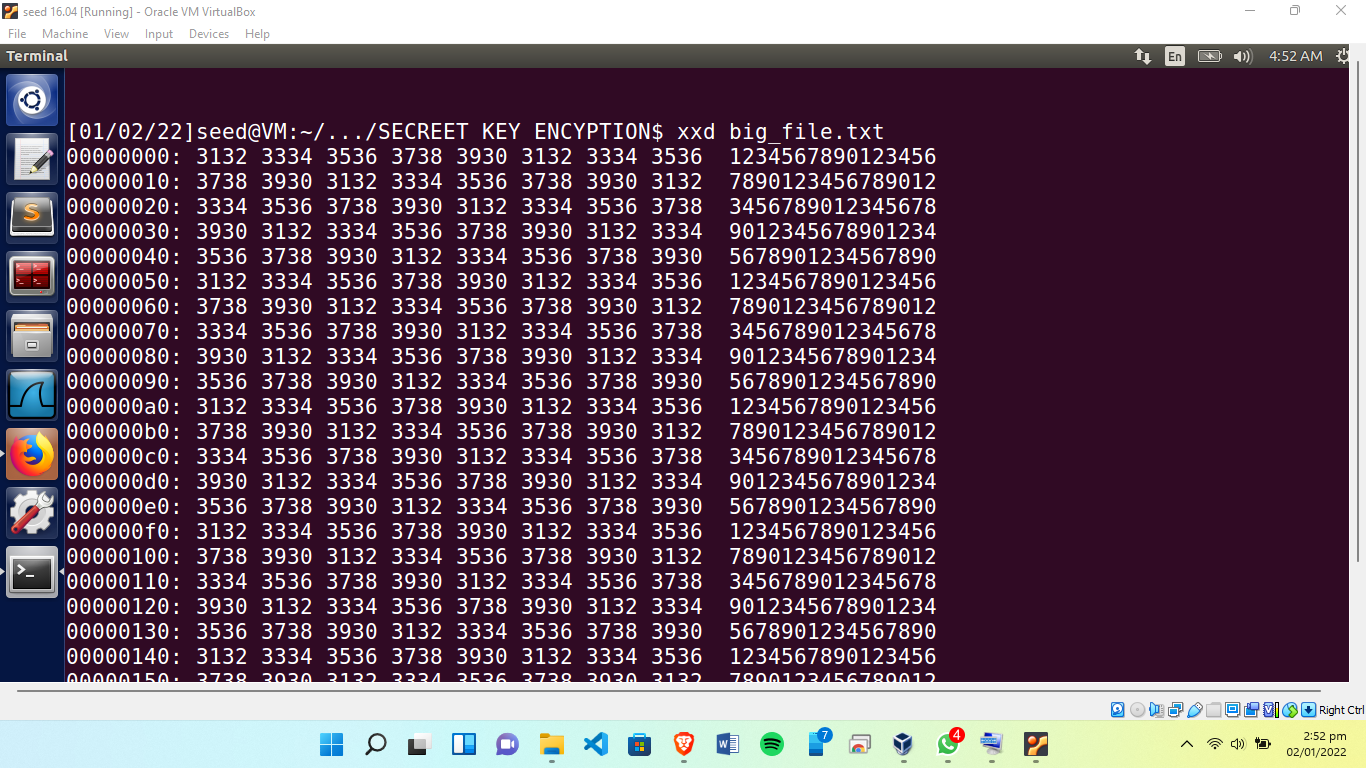 seed 16.04 [Running] - Oracle VM VirtualBox
File Machine View Input Devices Help
Terminal En 4:52 AM
[01/02/22]seed@VM:~/.../SECREET KEY ENCYPTION$ xxd big_file.txt
00000000: 3132 3334 3536 3738 3930 3132 3334 3536  1234567890123456
00000010: 3738 3930 3132 3334 3536 3738 3930 3132  7890123456789012
00000020: 3334 3536 3738 3930 3132 3334 3536 3738  3456789012345678
00000030: 3930 3132 3334 3536 3738 3930 3132 3334  9012345678901234
00000040: 3536 3738 3930 3132 3334 3536 3738 3930  5678901234567890
00000050: 3132 3334 3536 3738 3930 3132 3334 3536  1234567890123456
00000060: 3738 3930 3132 3334 3536 3738 3930 3132  7890123456789012
00000070: 3334 3536 3738 3930 3132 3334 3536 3738  3456789012345678
00000080: 3930 3132 3334 3536 3738 3930 3132 3334  9012345678901234
00000090: 3536 3738 3930 3132 3334 3536 3738 3930  5678901234567890
000000a0: 3132 3334 3536 3738 3930 3132 3334 3536  1234567890123456
000000b0: 3738 3930 3132 3334 3536 3738 3930 3132  7890123456789012
000000c0: 3334 3536 3738 3930 3132 3334 3536 3738  3456789012345678
000000d0: 3930 3132 3334 3536 3738 3930 3132 3334  9012345678901234
000000e0: 3536 3738 3930 3132 3334 3536 3738 3930  5678901234567890
000000f0: 3132 3334 3536 3738 3930 3132 3334 3536  1234567890123456
00000100: 3738 3930 3132 3334 3536 3738 3930 3132  7890123456789012
00000110: 3334 3536 3738 3930 3132 3334 3536 3738  3456789012345678
00000120: 3930 3132 3334 3536 3738 3930 3132 3334  9012345678901234
00000130: 3536 3738 3930 3132 3334 3536 3738 3930  5678901234567890
00000140: 3132 3334 3536 3738 3930 3132 3334 3536  1234567890123456
00000150: 3738 3930 3132 3334 3536 3738 3930 3132  7890123456789012
Right Ctrl
7 4 2:52 pm
02/01/2022